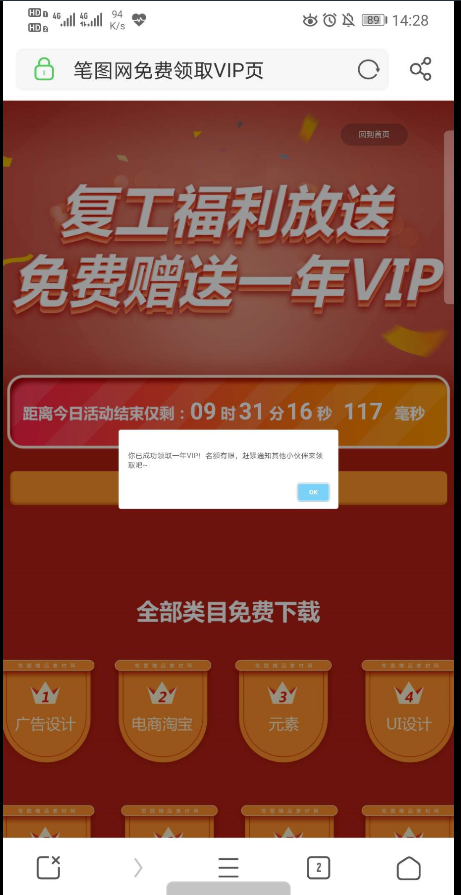 HD 1 4G 4G 94 89 14:28
HD 2 K/s
笔图网免费领取VIP页
回到首页
复工福利放送
免费赠送一年VIP
距离今日活动结束仅剩：09 时 31 分 16 秒 117 毫秒
你已成功领取一年VIP！名额有限，赶紧通知其他小伙伴来领
取吧~
OK
全部类目免费下载
1 2 3 4
广告设计 电商淘宝 元素 UI设计
2